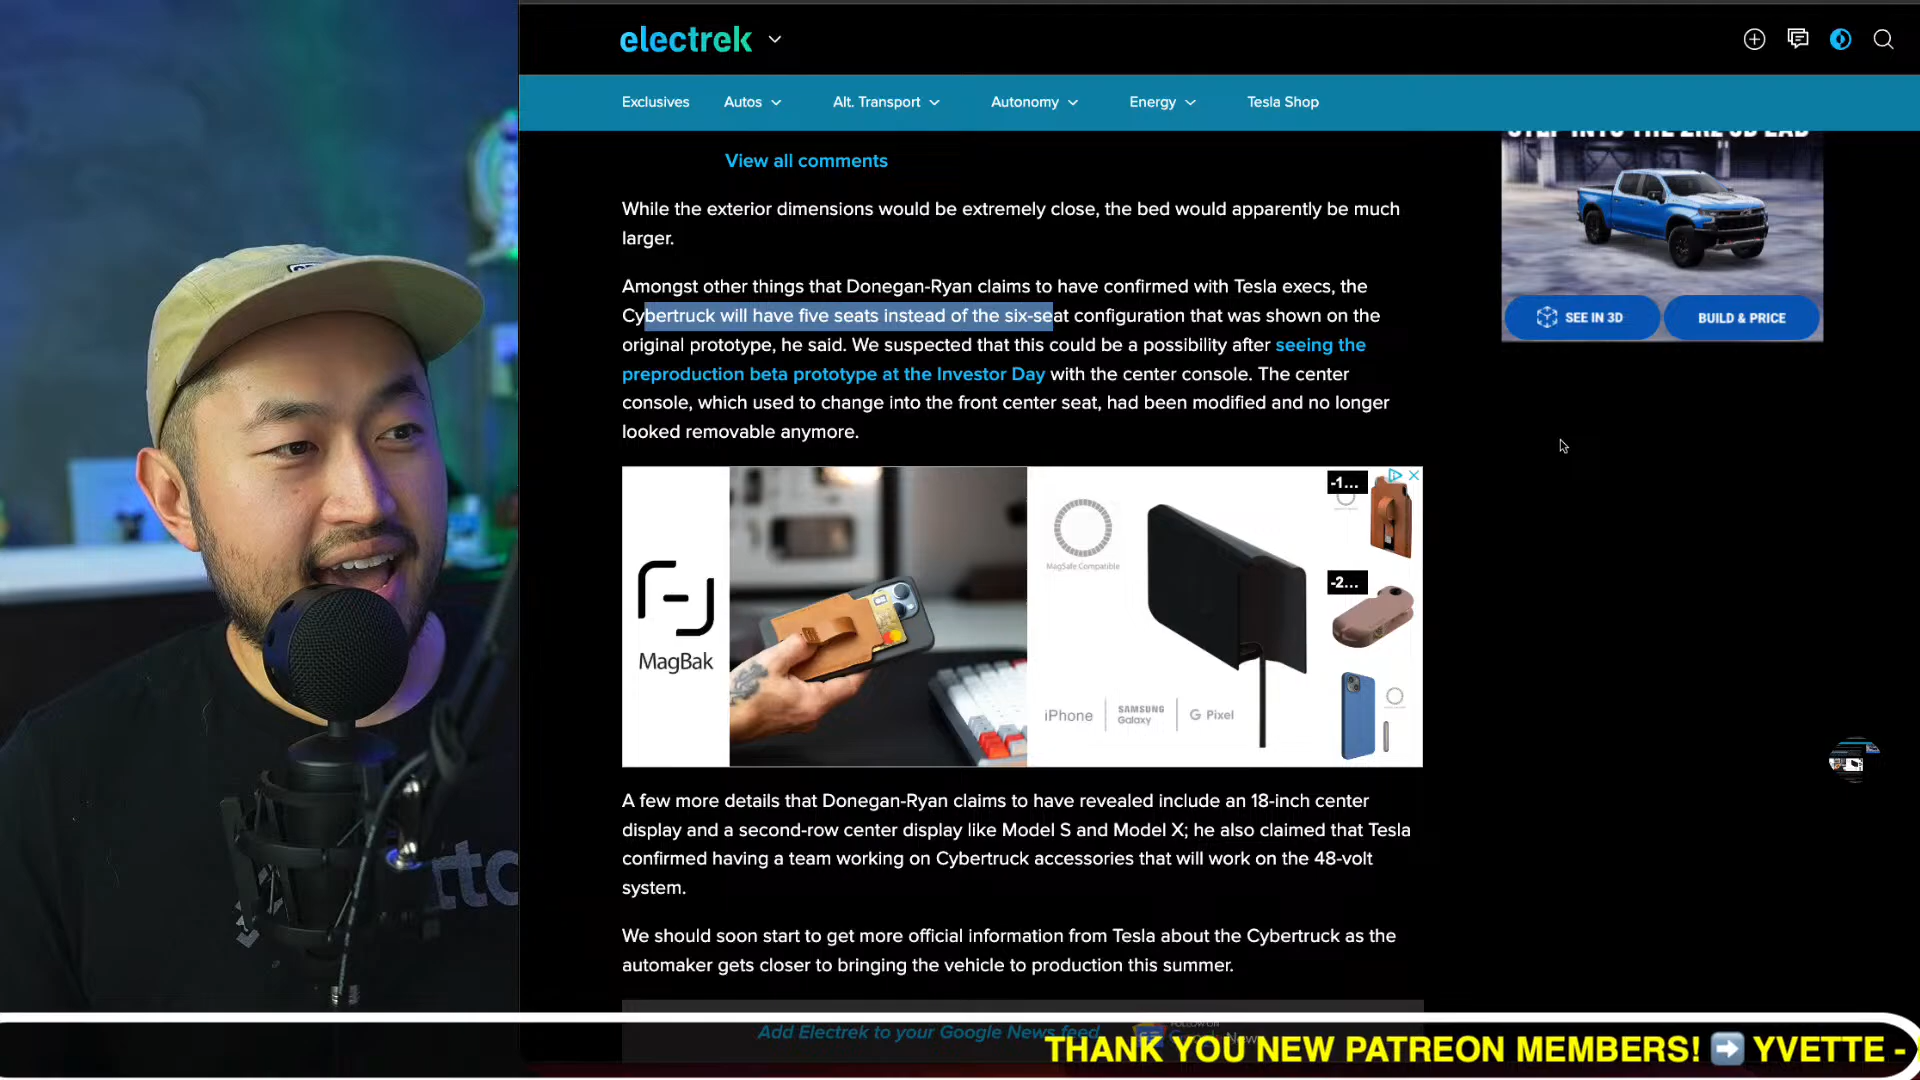 electrek
Exclusives Autos Alt. Transport Autonomy Energy Tesla Shop
View all comments
While the exterior dimensions would be extremely close, the bed would apparently be much
larger.
Amongst other things that Donegan-Ryan claims to have confirmed with Tesla execs, the
Cybertruck will have five seats instead of the six-seat configuration that was shown on the
original prototype, he said. We suspected that this could be a possibility after seeing the
preproduction beta prototype at the Investor Day with the center console. The center
console, which used to change into the front center seat, had been modified and no longer
looked removable anymore.
SEE IN 3D
BUILD & PRICE
MagBak
MagSafe Compatible
iPhone
SAMSUNG
Galaxy
G Pixel
-1...
-2...
A few more details that Donegan-Ryan claims to have revealed include an 18-inch center
display and a second-row center display like Model S and Model X; he also claimed that Tesla
confirmed having a team working on Cybertruck accessories that will work on the 48-volt
system.
We should soon start to get more official information from Tesla about the Cybertruck as the
automaker gets closer to bringing the vehicle to production this summer.
Add Electrek to your Google News feed.
THANK YOU NEW PATREON MEMBERS! ➡ YVETTE -